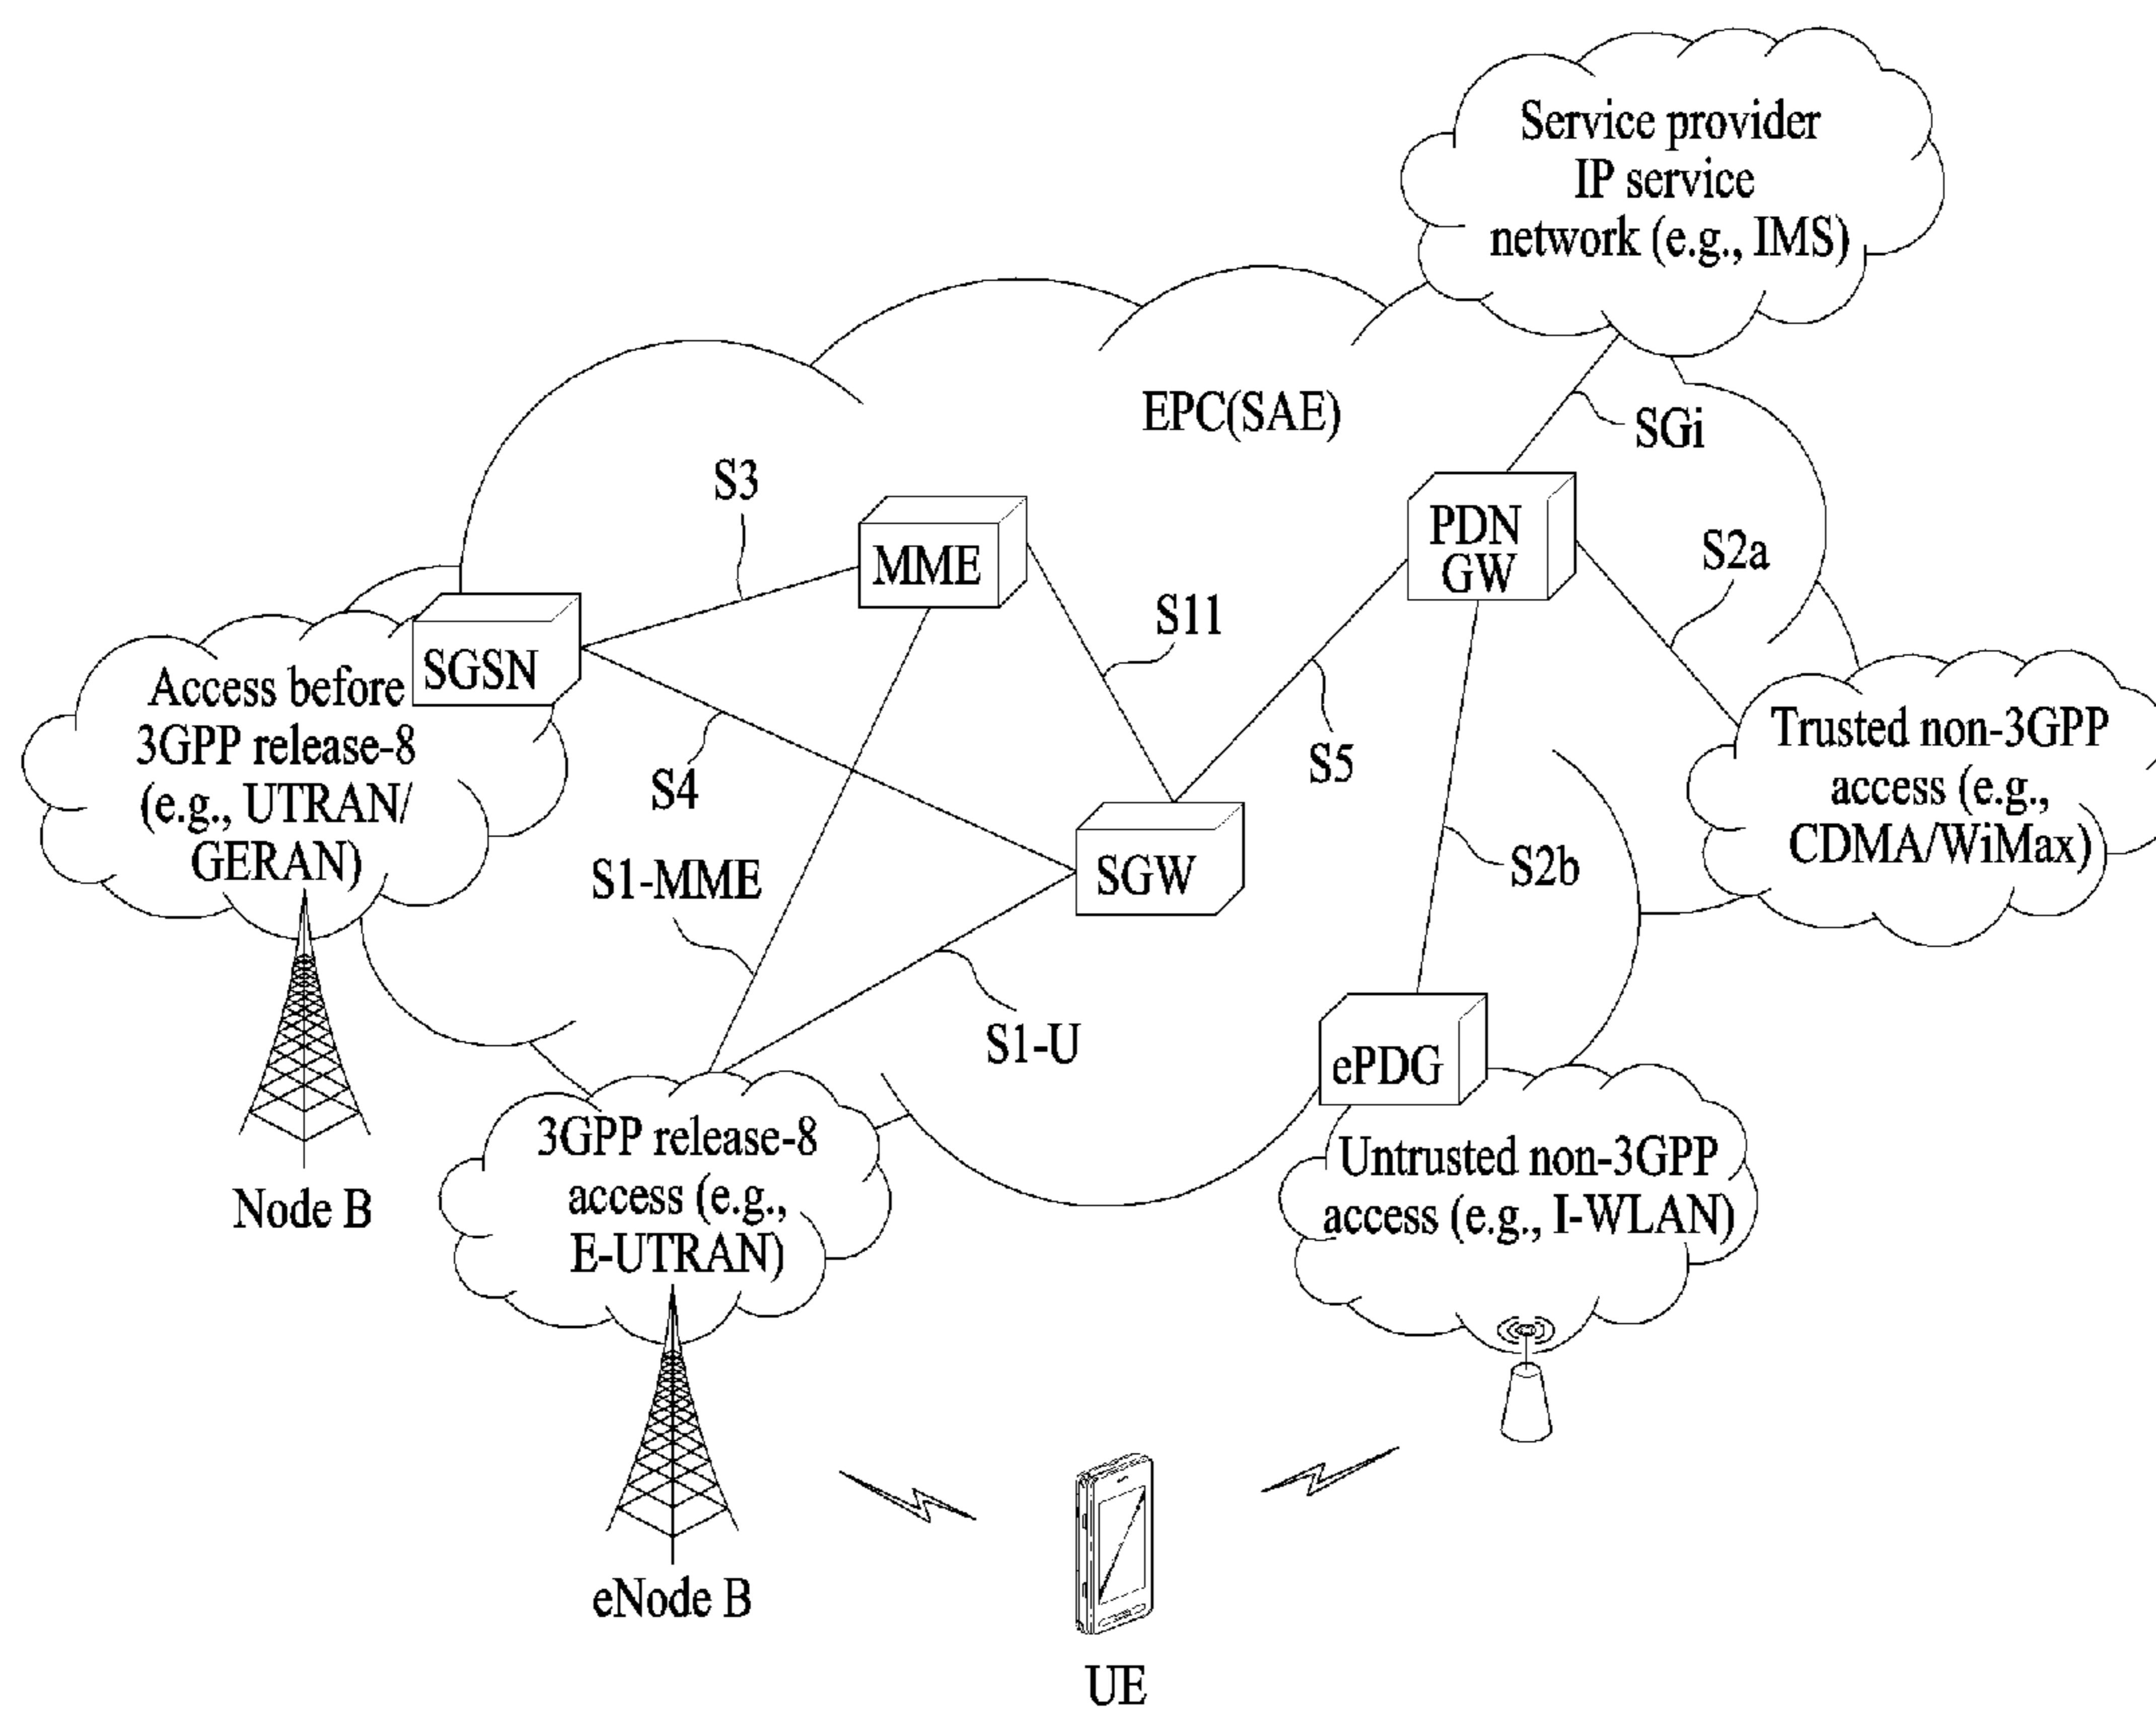 Service provider
IP service
network (e.g., IMS)
EPC(SAE)
SGi
S3
MME
PDN
GW
S2a
S11
SGSN
Access before
3GPP release-8
(e.g., UTRAN/
GERAN)
S4
S5
Trusted non-3GPP
access (e.g.,
CDMA/WiMax)
S1-MME
SGW
S2b
S1-U
ePDG
Node B
3GPP release-8
access (e.g.,
E-UTRAN)
Untrusted non-3GPP
access (e.g., I-WLAN)
eNode B
UE